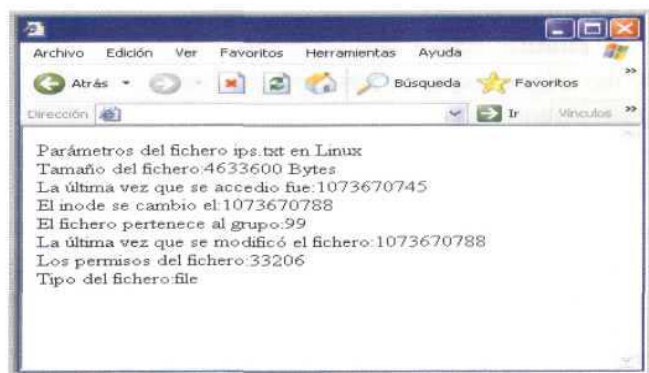 Archivo Edición Ver Favoritos Herramientas Ayuda
Atrás Búsqueda Favoritos
Dirección Ir Vínculos
Parámetros del fichero ips.txt en Linux
Tamaño del fichero:4633600 Bytes
La última vez que se accedio fue:1073670745
El inode se cambio el:1073670788
El fichero pertenece al grupo:99
La última vez que se modificó el fichero:1073670788
Los permisos del fichero:33206
Tipo del fichero:file